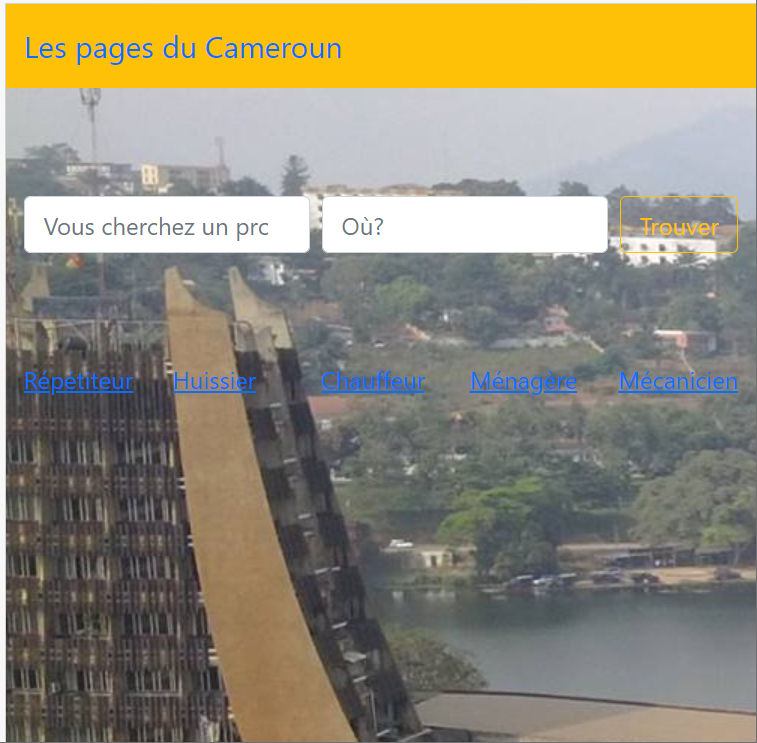 Les pages du Cameroun
Vous cherchez un prc Où? Trouver
Répétiteur Huissier Chauffeur Ménagère Mécanicien